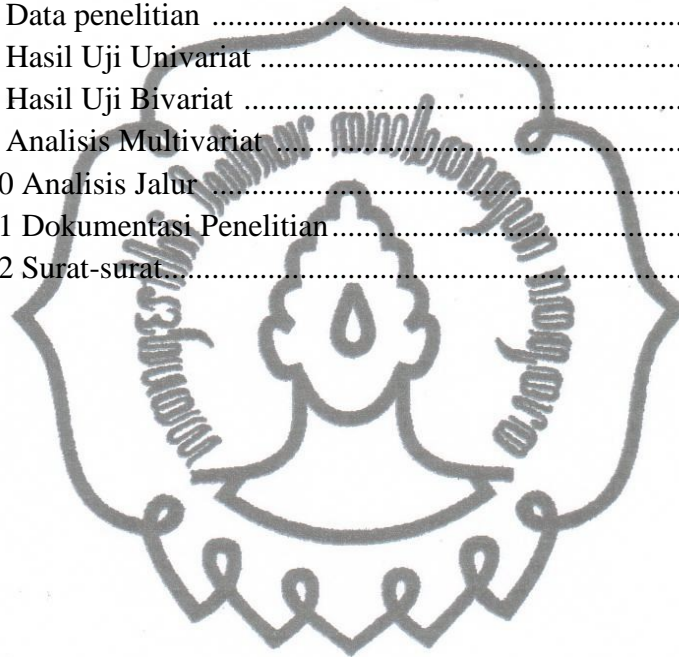 Data penelitian ................................................................
Hasil Uji Univariat .........................................................
Hasil Uji Bivariat ...........................................................
Analisis Multivariat .......................................................
0 Analisis Jalur ................................................................
1 Dokumentasi Penelitian................................................
2 Surat-surat.......................................................................